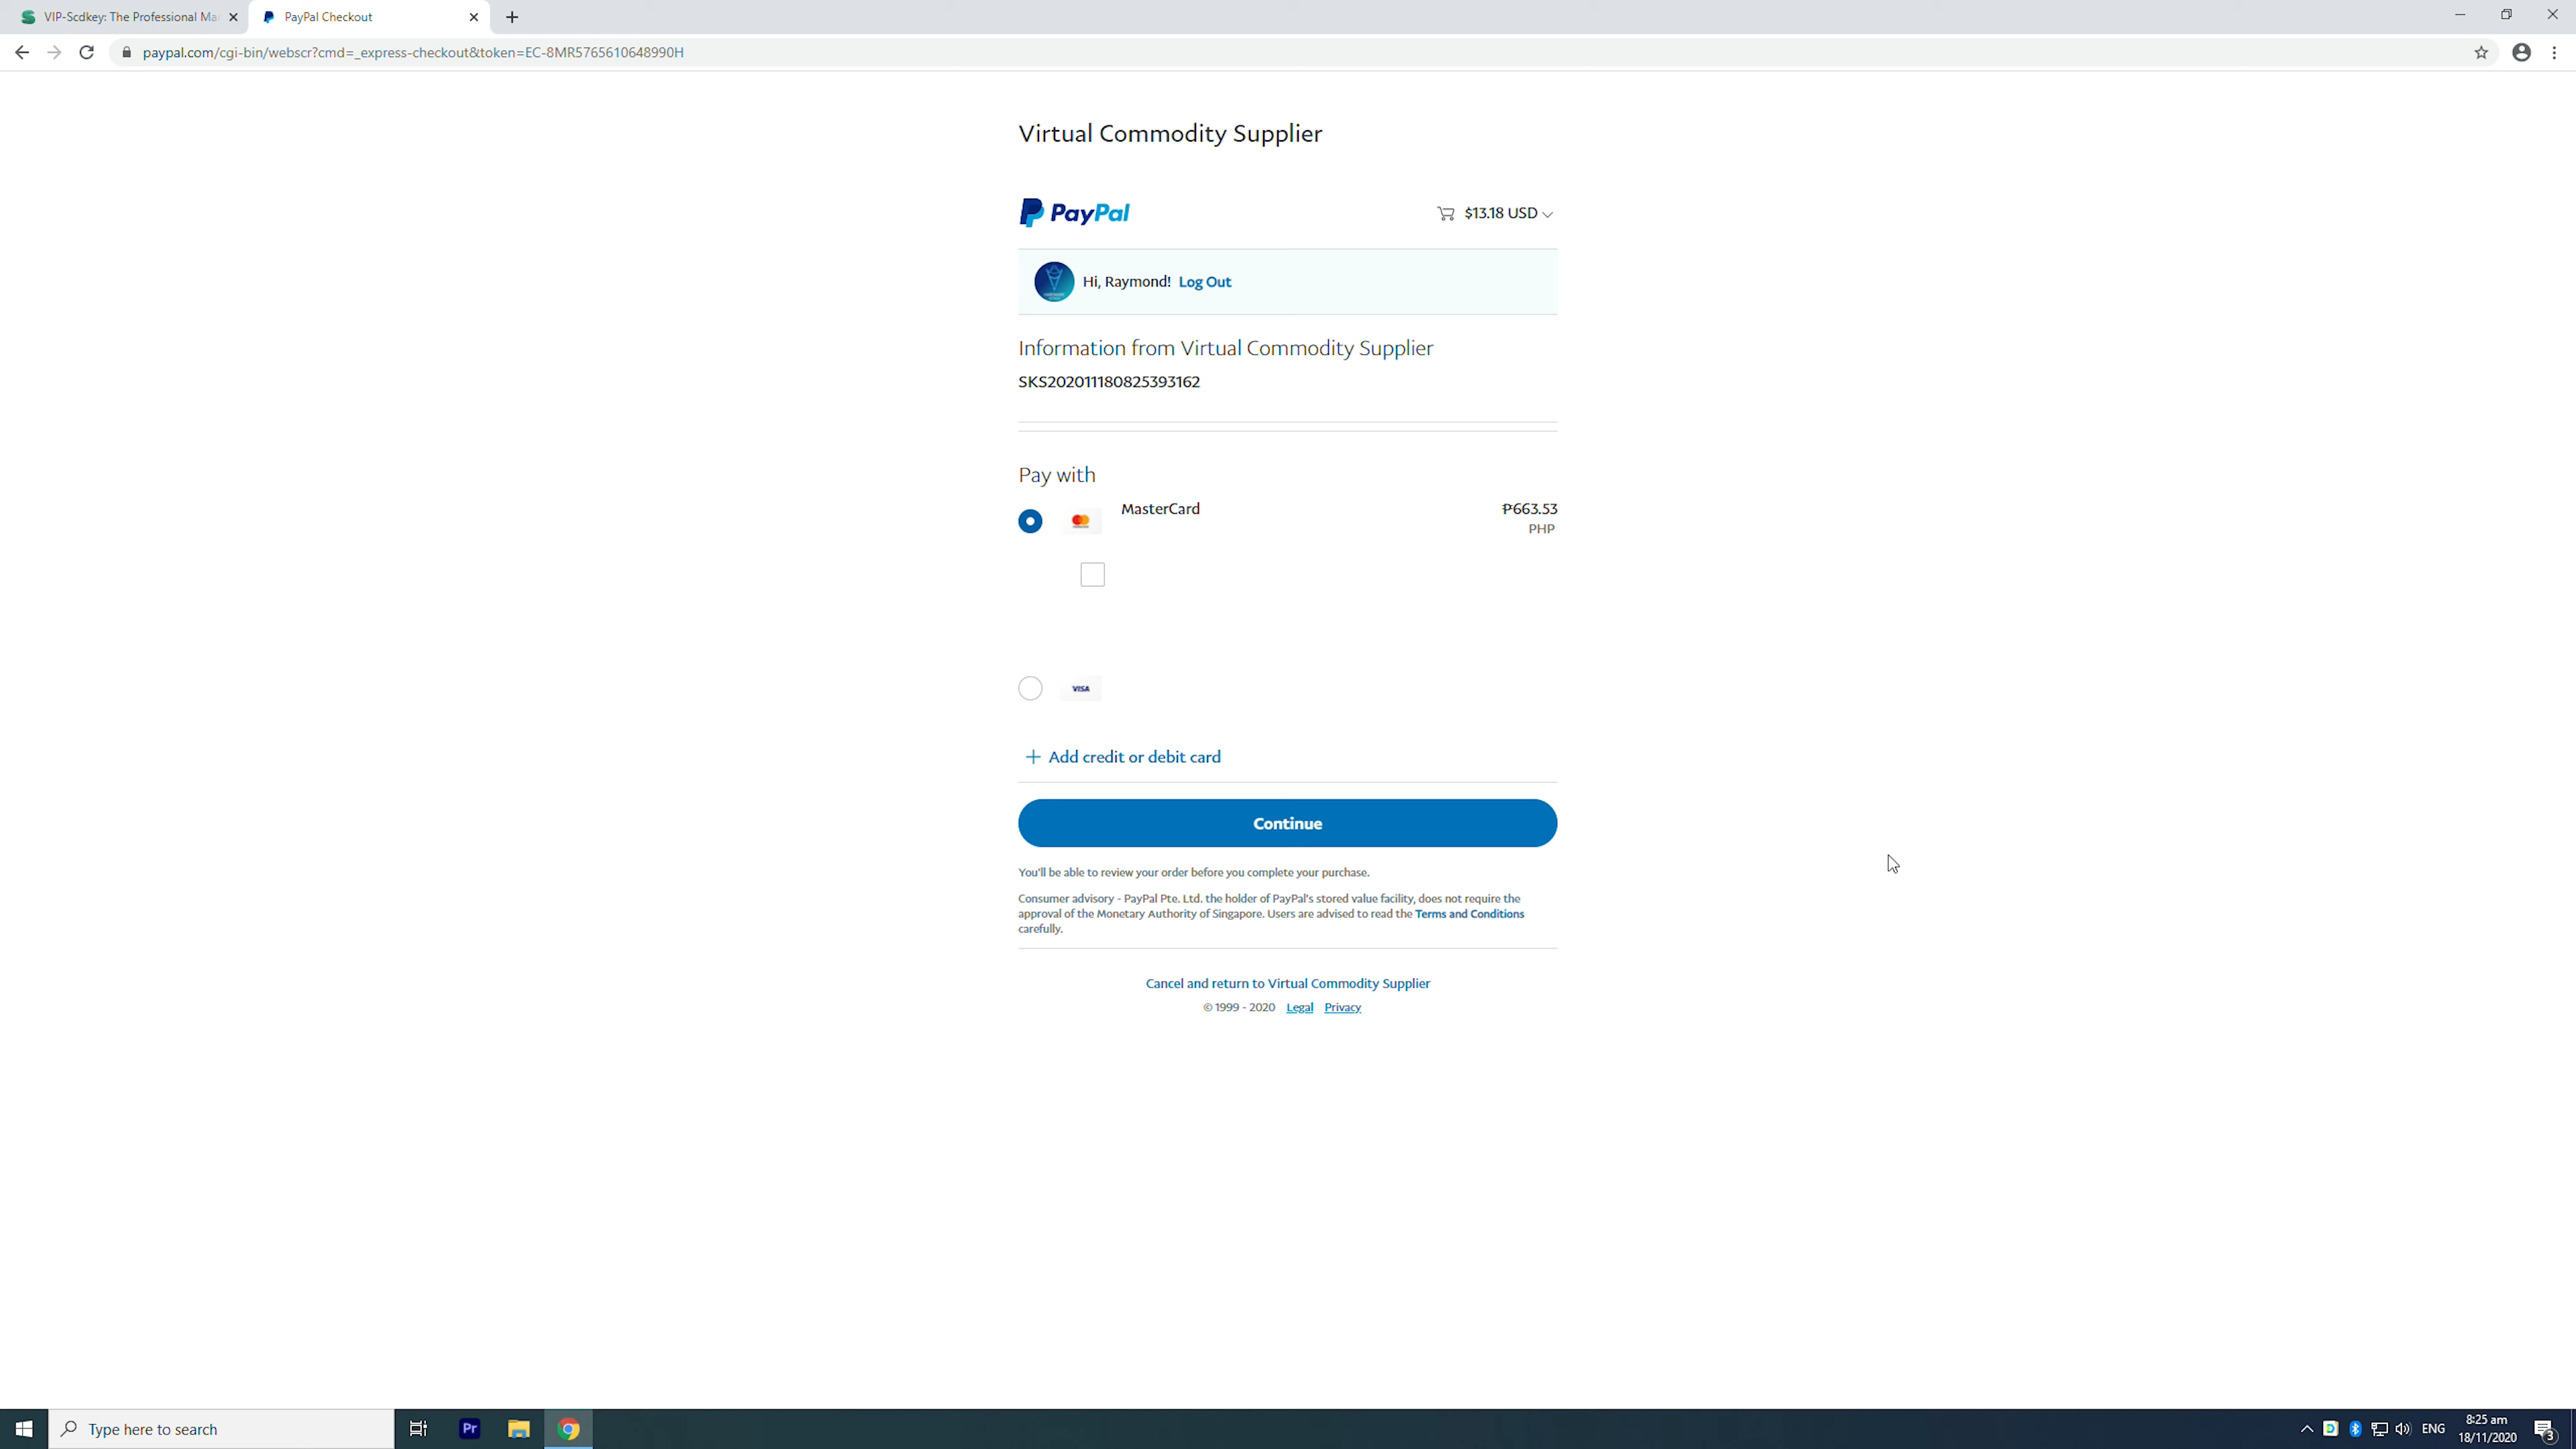 VIP-Scdkey: The Professional Ma
PayPal Checkout
paypal.com/cgi-bin/webscr?cmd=_express-checkout&token=EC-8MR5765610648990H
Virtual Commodity Supplier
PayPal
$13.18 USD
Hi, Raymond! Log Out
Information from Virtual Commodity Supplier
SKS202011180825393162
Pay with
MasterCard
₱663.53
PHP
VISA
Add credit or debit card
Continue
You'll be able to review your order before you complete your purchase.
Consumer advisory - PayPal Pte. Ltd. the holder of PayPal's stored value facility, does not require the
approval of the Monetary Authority of Singapore. Users are advised to read the Terms and Conditions
carefully.
Cancel and return to Virtual Commodity Supplier
© 1999 - 2020 Legal Privacy
Type here to search
Pr
D
ENG
8:25 am
18/11/2020
3